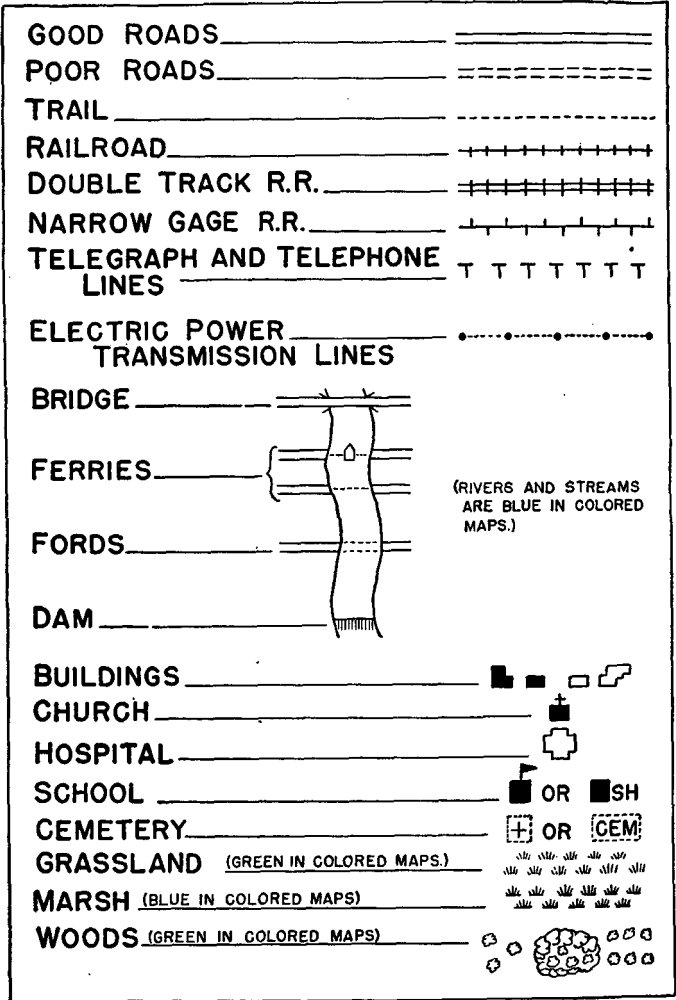 GOOD ROADS
POOR ROADS
TRAIL
RAILROAD
DOUBLE TRACK R.R.
NARROW GAGE R.R.
TELEGRAPH AND TELEPHONE
LINES
T T T T T T T
ELECTRIC POWER
TRANSMISSION LINES
BRIDGE
FERRIES
(RIVERS AND STREAMS
ARE BLUE IN COLORED
MAPS.)
FORDS
DAM
BUILDINGS
CHURCH
HOSPITAL
SCHOOL OR SH
CEMETERY OR CEM
GRASSLAND (GREEN IN COLORED MAPS.)
MARSH (BLUE IN COLORED MAPS)
WOODS (GREEN IN COLORED MAPS)